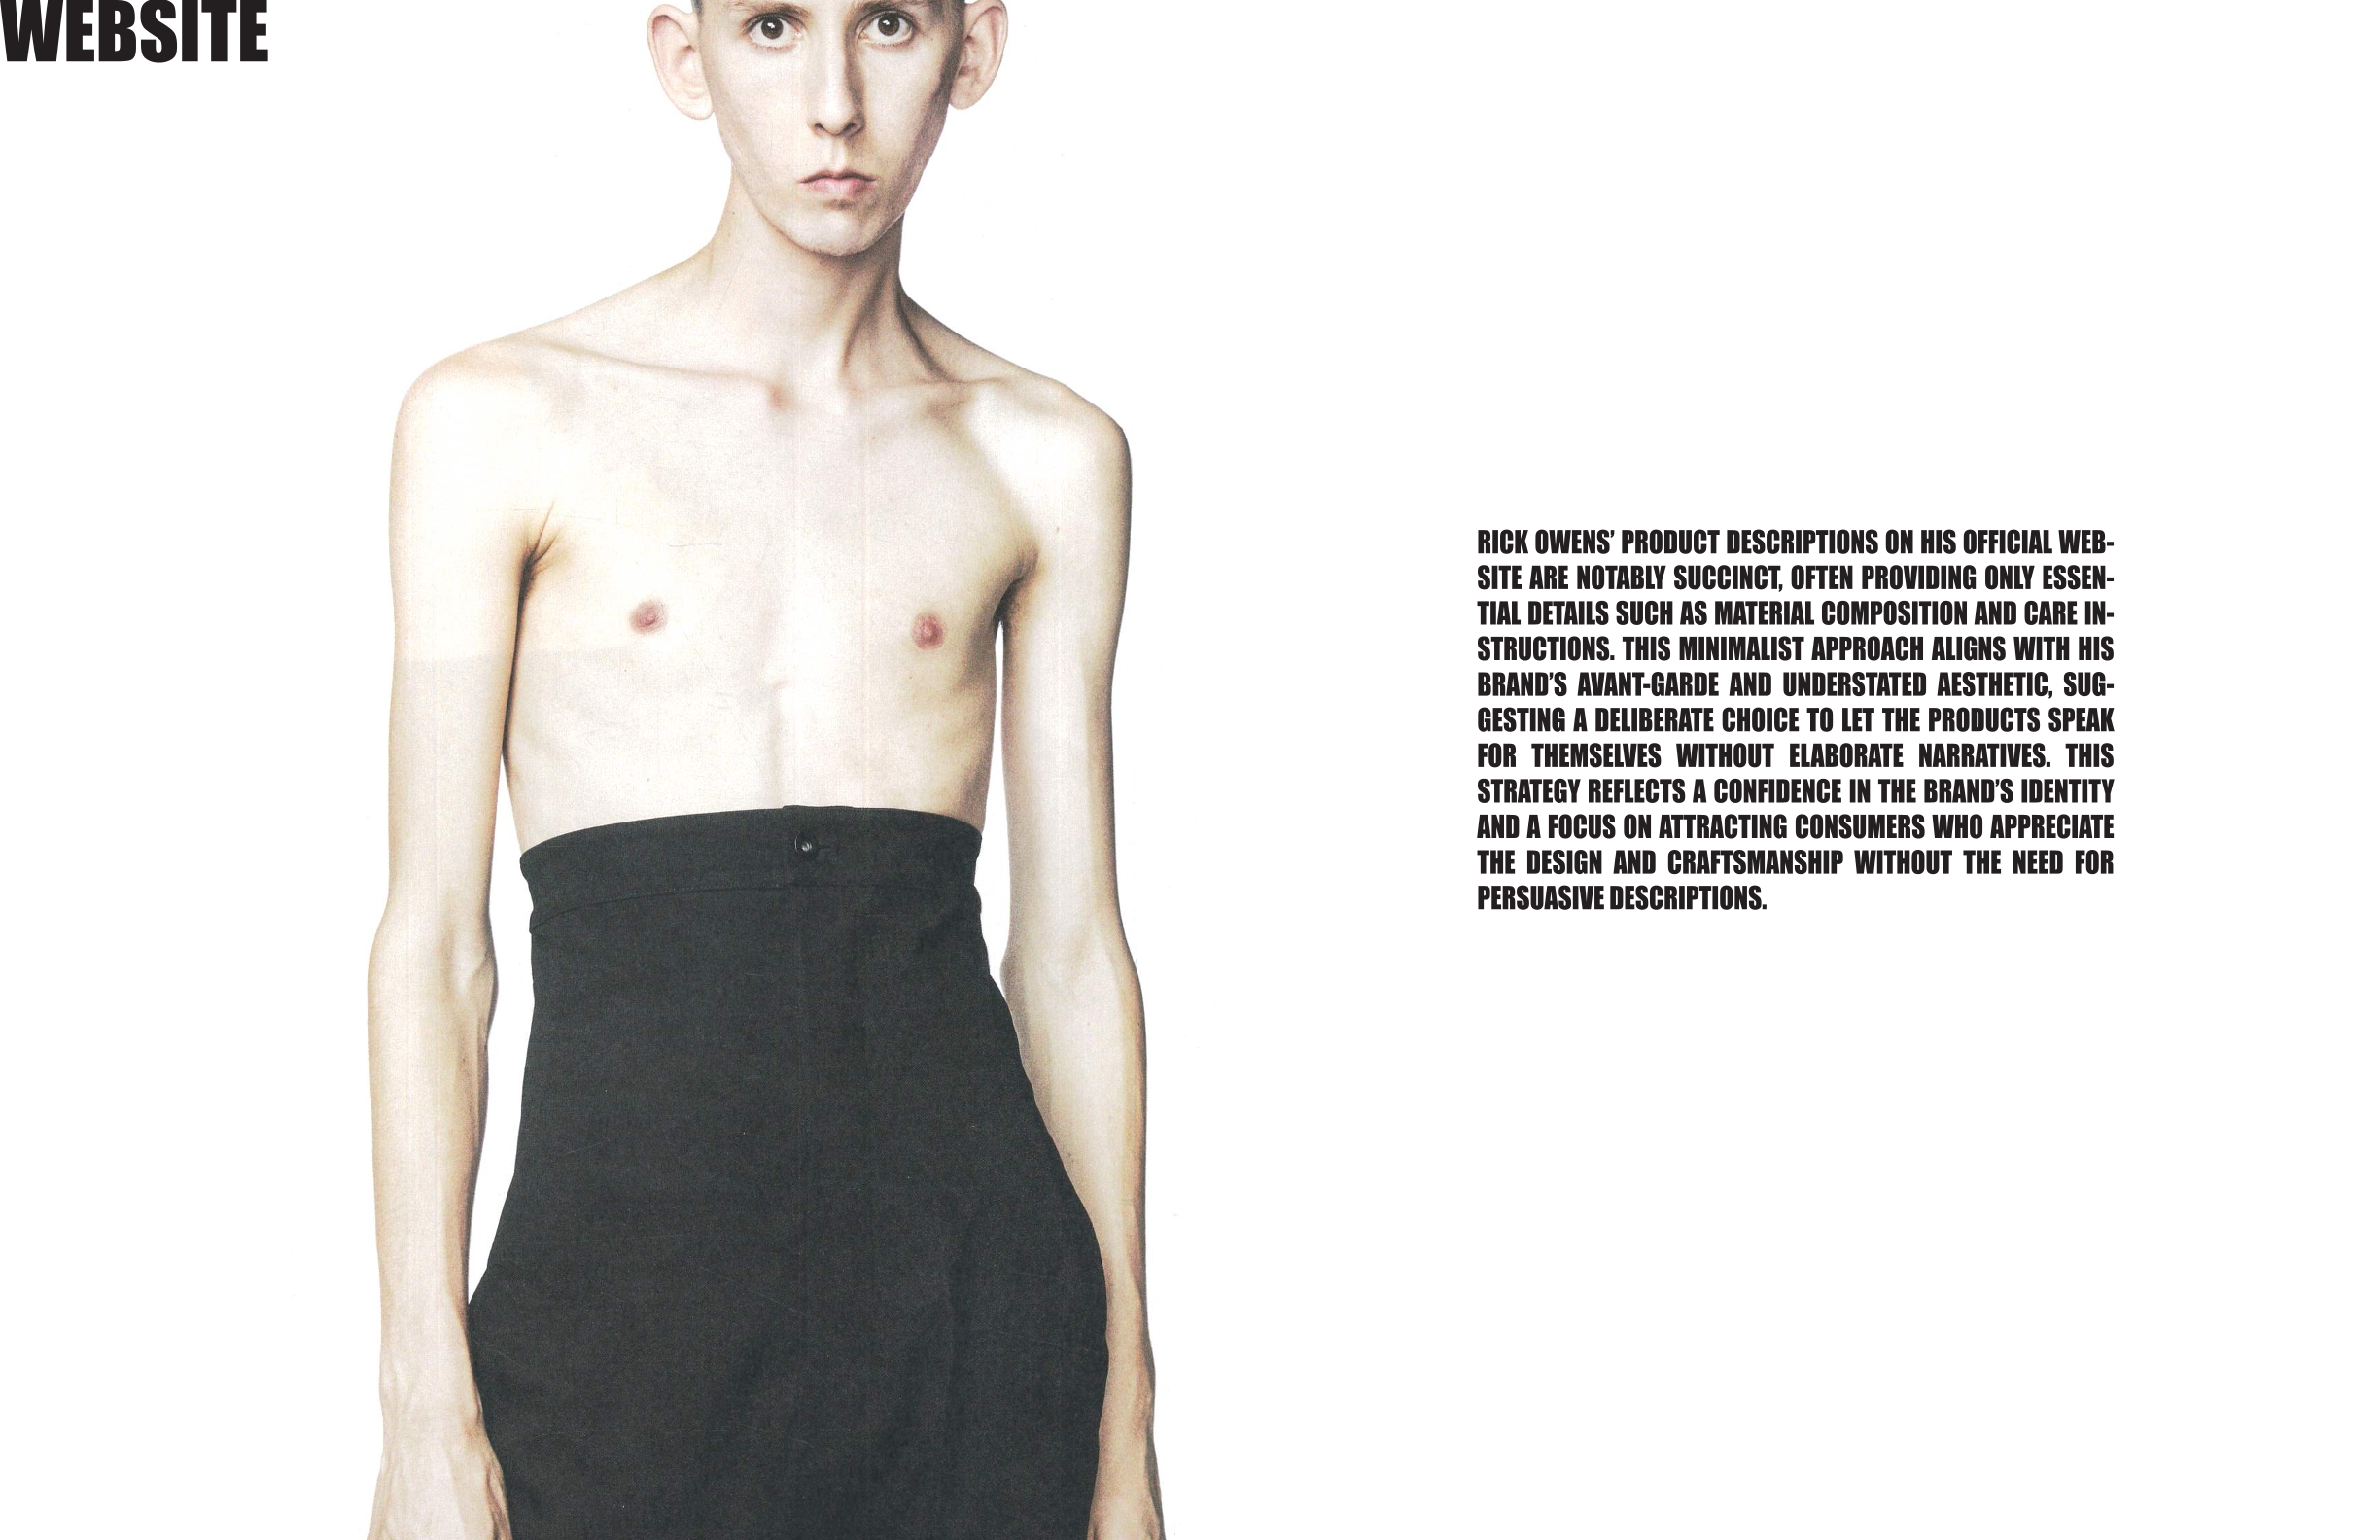 WEBSITE
RICK OWENS’ PRODUCT DESCRIPTIONS ON HIS OFFICIAL WEB-
SITE ARE NOTABLY SUCCINCT, OFTEN PROVIDING ONLY ESSEN-
TIAL DETAILS SUCH AS MATERIAL COMPOSITION AND CARE IN-
STRUCTIONS. THIS MINIMALIST APPROACH ALIGNS WITH HIS
BRAND’S AVANT-GARDE AND UNDERSTATED AESTHETIC, SUG-
GESTING A DELIBERATE CHOICE TO LET THE PRODUCTS SPEAK
FOR THEMSELVES WITHOUT ELABORATE NARRATIVES. THIS
STRATEGY REFLECTS A CONFIDENCE IN THE BRAND’S IDENTITY
AND A FOCUS ON ATTRACTING CONSUMERS WHO APPRECIATE
THE DESIGN AND CRAFTSMANSHIP WITHOUT THE NEED FOR
PERSUASIVE DESCRIPTIONS.